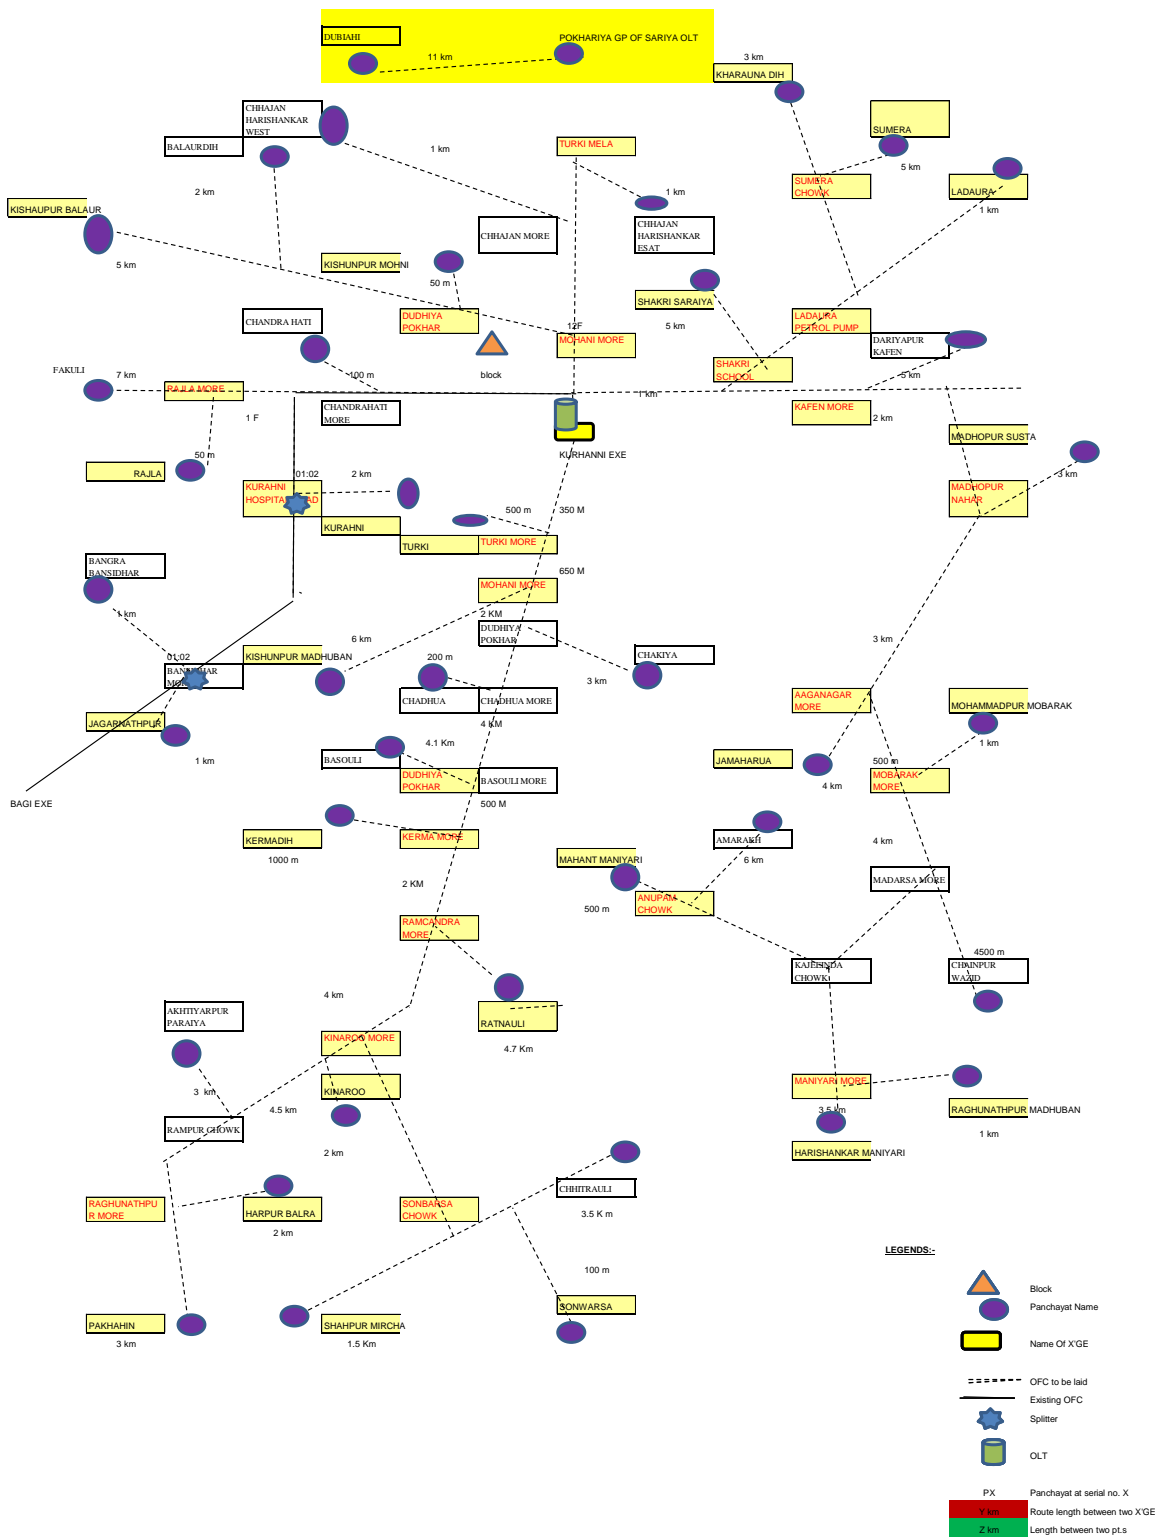 DUBIAHI
POKHARIYA GP OF SARIYA OLT
11 km
3 km
KHARAUNA DIH
CHHAJAN
HARISHANKAR
WEST
BALAURDIH
1 km
TURKI MELA
SUMERA
5 km
SUMERA
CHOWK
LADAURA
1 km
2 km
KISHAUPUR BALAUR
1 km
CHHAJAN MORE
CHHAJAN
HARISHANKAR
ESAT
5 km
KISHUNPUR MOHNI
50 m
SHAKRI SARAIYA
5 km
CHANDRA HATI
DUDHIYA
POKHAR
12F
MOHANI MORE
LADAURA
PETROL PUMP
DARIYAPUR
KAFEN
FAKULI
7 km
100 m
block
SHAKRI
SCHOOL
5 km
RAJLA MORE
1 km
1 F
CHANDRAHATI
MORE
KAFEN MORE
2 km
MADHOPUR SUSTA
50 m
RAJLA
KURHANNI EXE
01:02
2 km
KURAHNI
HOSPITAL ROAD
3 km
MADHOPUR
NAHAR
500 m
350 M
KURAHNI
TURKI
TURKI MORE
BANGRA
BANSIDHAR
650 M
MOHANI MORE
1 km
2 KM
DUDHIYA
POKHAR
6 km
3 km
01:02
KISHUNPUR MADHUBAN
200 m
CHAKIYA
BANSIDHAR
MORE
3 km
CHADHUA
CHADHUA MORE
AAGANAGAR
MORE
MOHAMMADPUR MOBARAK
JAGARNATHPUR
4 KM
4.1 Km
1 km
1 km
BASOULI
JAMAHARUA
500 m
DUDHIYA
POKHAR
BASOULI MORE
4 km
MOBARAK
MORE
BAGI EXE
500 M
KERMADIH
KERMA MORE
AMARAKH
4 km
1000 m
MAHANT MANIYARI
6 km
2 KM
MADARSA MORE
500 m
ANUPAM
CHOWK
RAMCANDRA
MORE
4500 m
KAJEEINDA
CHOWK
CHAINPUR
WAZID
4 km
AKHTIYARPUR
PARAIYA
RATNAULI
KINAROO MORE
4.7 Km
3 km
KINAROO
MANIYARI MORE
4.5 km
3.5 km
RAGHUNATHPUR MADHUBAN
RAMPUR CHOWK
1 km
2 km
HARISHANKAR MANIYARI
CHHITRAULI
RAGHUNATHPU
R MORE
HARPUR BALRA
SONBARSA
CHOWK
3.5 K m
2 km
LEGENDS:-
100 m
Block
SONWARSA
Panchayat Name
PAKHAHIN
SHAHPUR MIRCHA
3 km
1.5 Km
Name Of X'GE
OFC to be laid
Existing OFC
Splitter
OLT
PX
Panchayat at serial no. X
Y km
Route length between two X'GE
Z km
Length between two pt.s